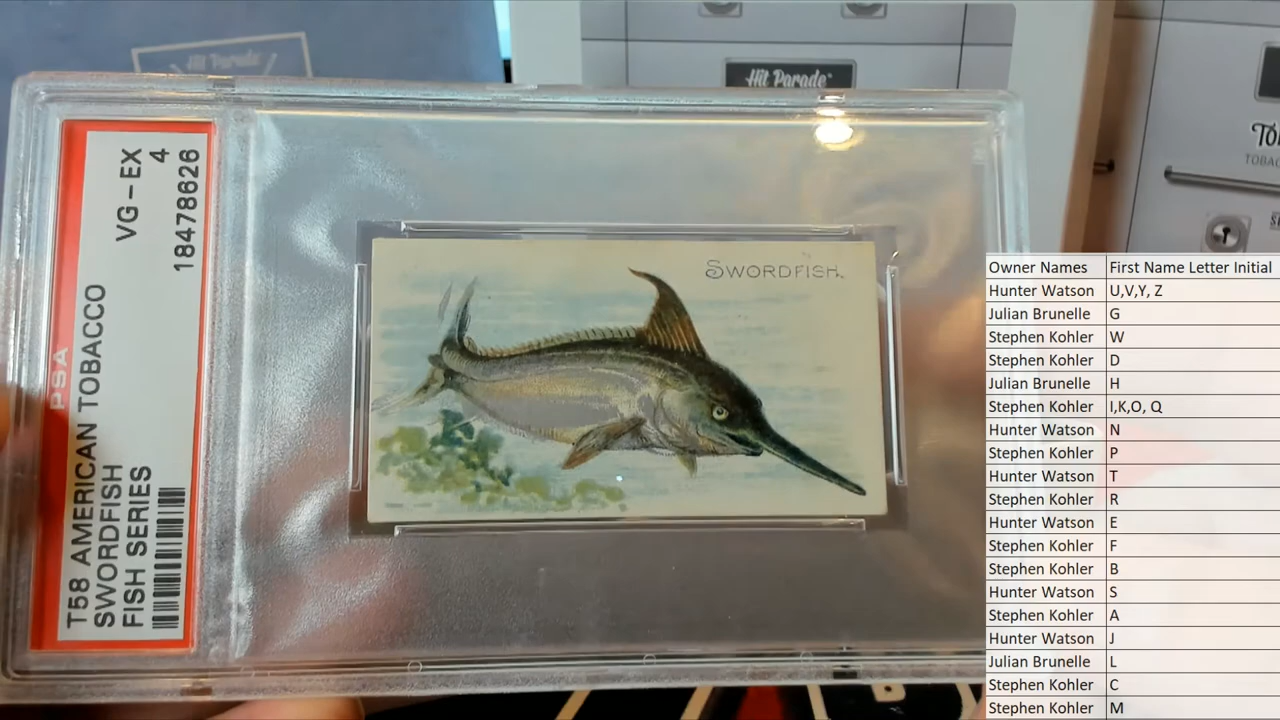 Hit Parade
Hit Parade
PSA
T58 AMERICAN TOBACCO
SWORDFISH
FISH SERIES
VG-EX
4
18478626
SWORDFISH.
Owner Names First Name Letter Initial
Hunter Watson U,V,Y, Z
Julian Brunelle G
Stephen Kohler W
Stephen Kohler D
Julian Brunelle H
Stephen Kohler I,K,O, Q
Hunter Watson N
Stephen Kohler P
Hunter Watson T
Stephen Kohler R
Hunter Watson E
Stephen Kohler F
Stephen Kohler B
Hunter Watson S
Stephen Kohler A
Hunter Watson J
Julian Brunelle L
Stephen Kohler C
Stephen Kohler M